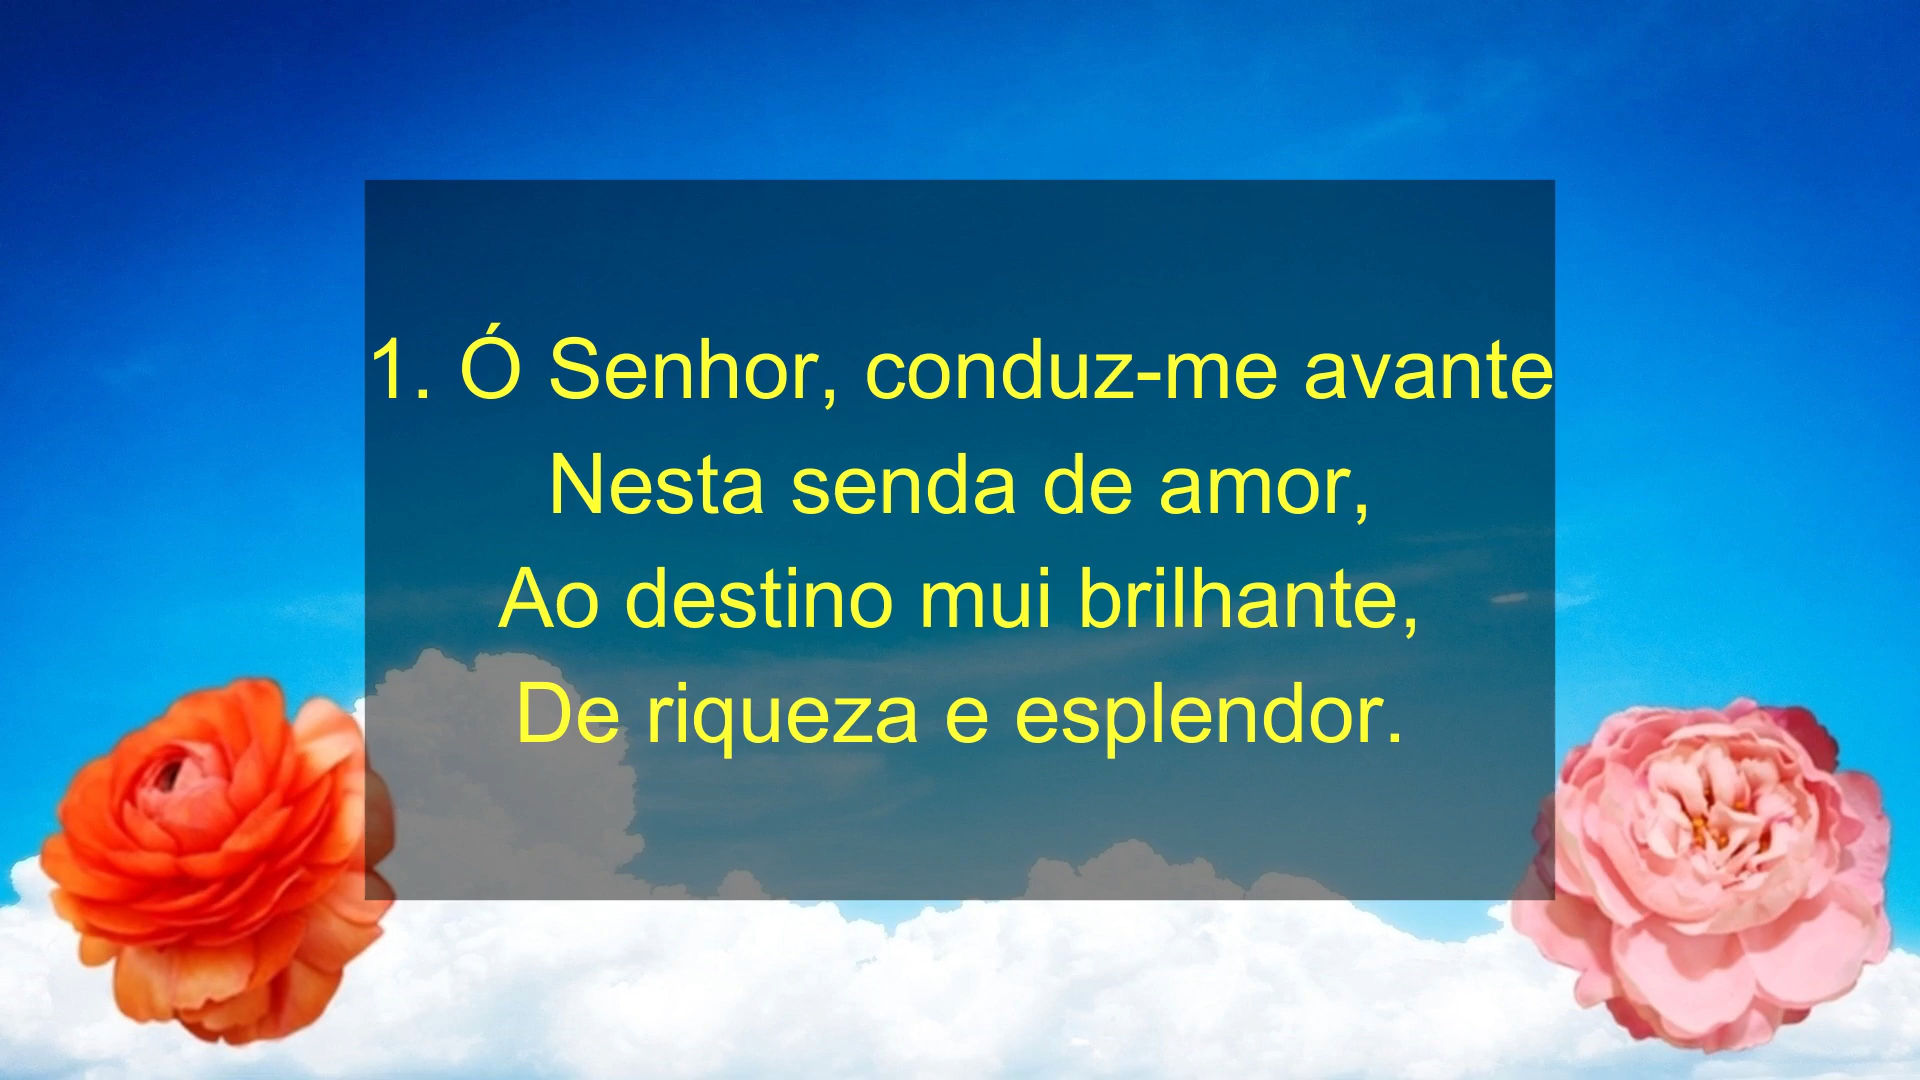 1. Ó Senhor, conduz-me avante
Nesta senda de amor,
Ao destino mui brilhante,
De riqueza e esplendor.